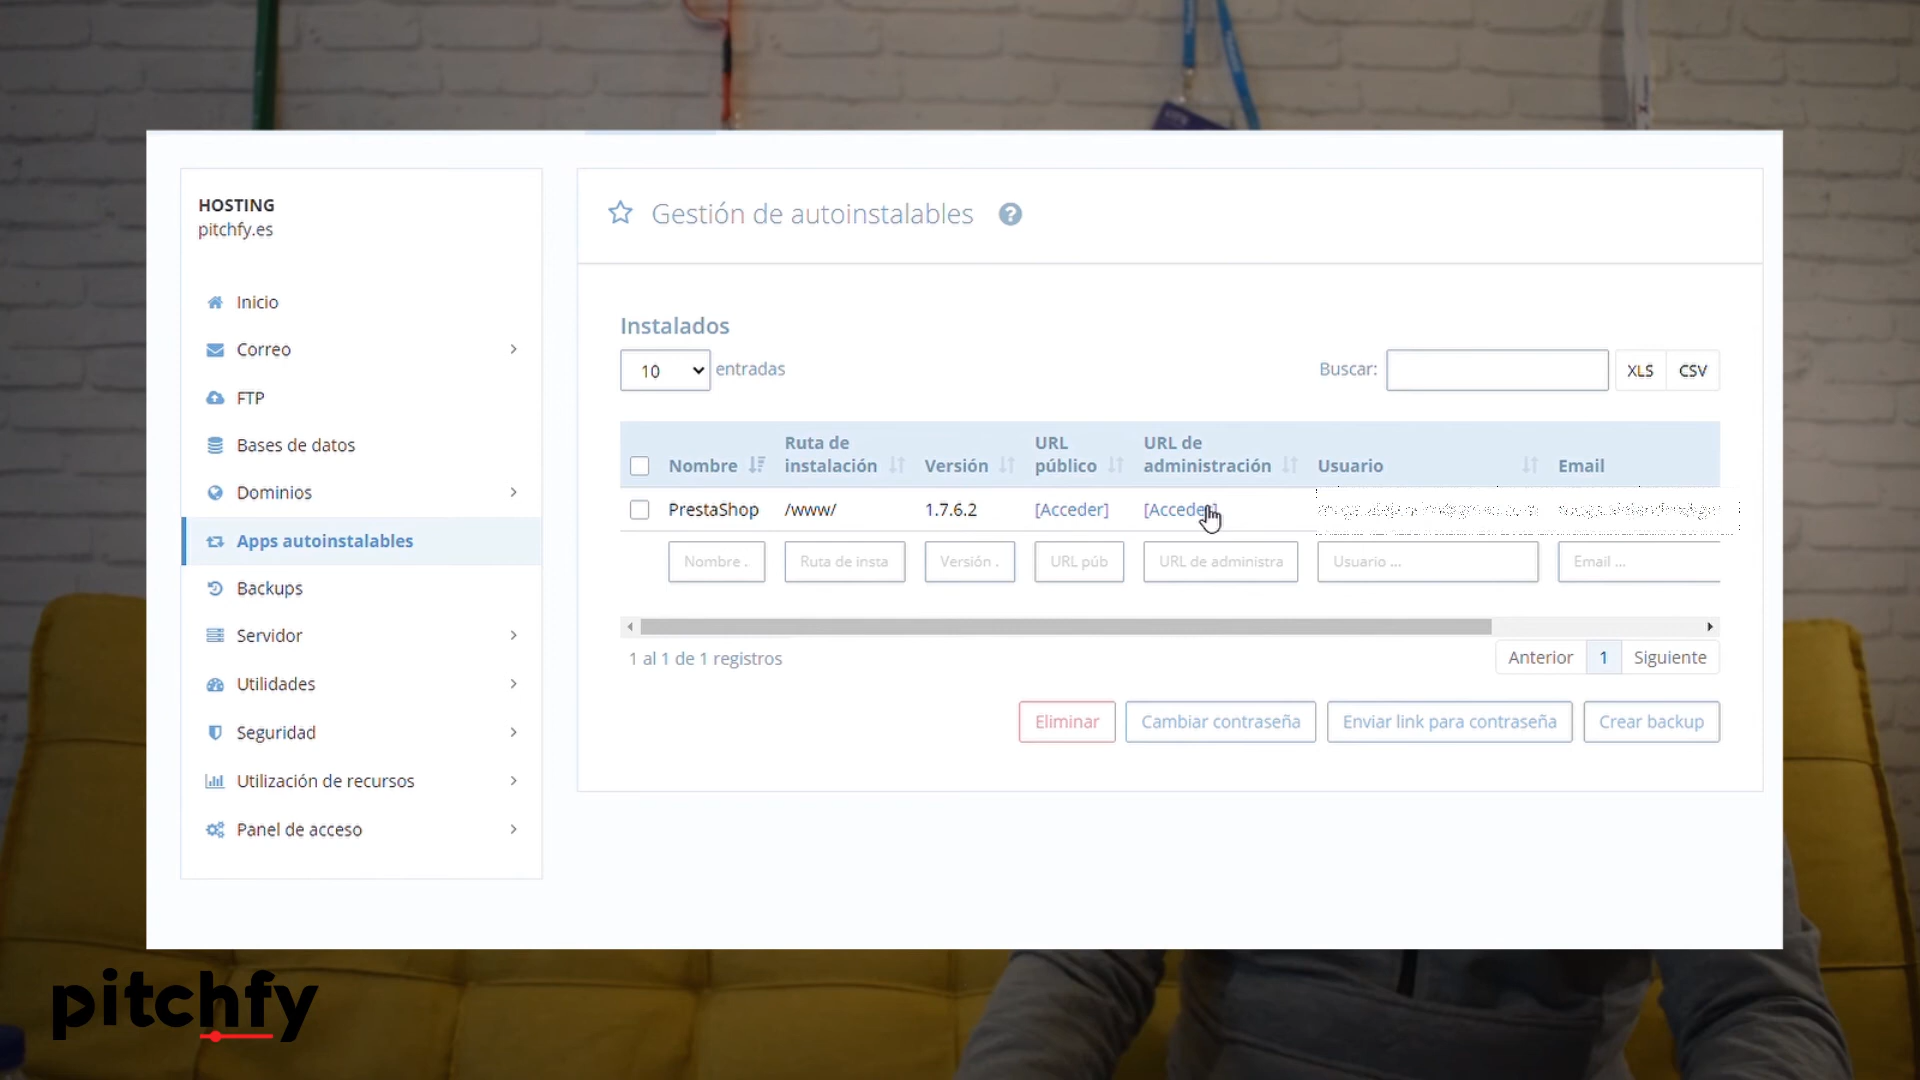 HOSTING
pitchfy.es
Inicio
Correo
FTP
Bases de datos
Dominios
Apps autoinstalables
Backups
Servidor
Utilidades
Seguridad
Utilización de recursos
Panel de acceso
Gestión de autoinstalables
Instalados
10 entradas
Buscar: XLS CSV
Nombre Ruta de instalación Versión URL público URL de administración Usuario Email
PrestaShop /www/ 1.7.6.2 [Acceder] [Acceder]
Nombre . Ruta de insta Versión . URL púb URL de administra Usuario ... Email ...
1 al 1 de 1 registros
Anterior 1 Siguiente
Eliminar Cambiar contraseña Enviar link para contraseña Crear backup
pitchfy